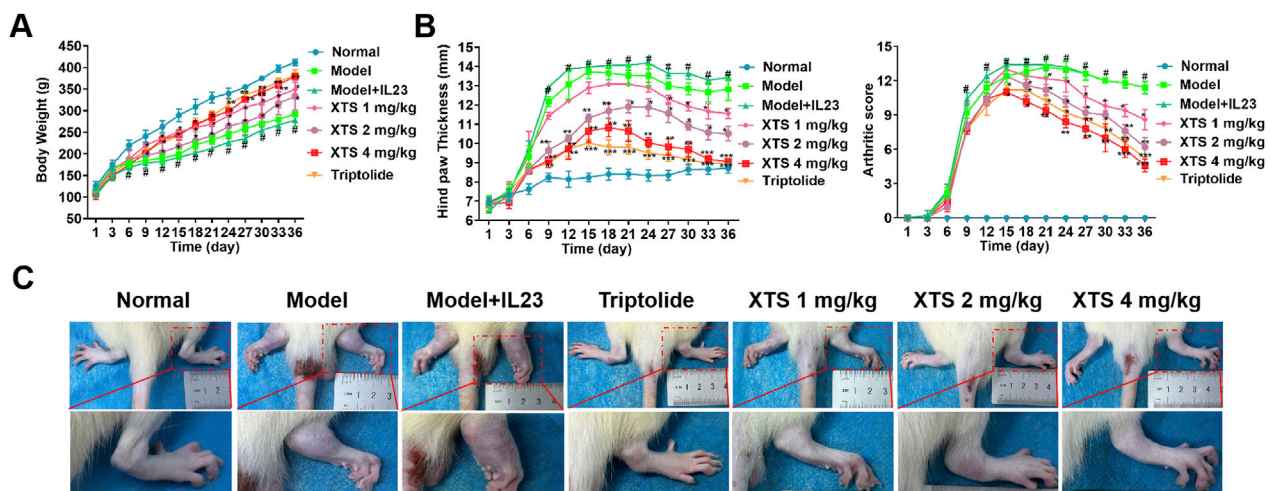 A
Body Weight (g)
450
400
350
300
250
200
150
100
50
1 3 6 9 12 15 18 21 24 27 30 33 36
Time (day)
Normal
Model
Model+IL23
XTS 1 mg/kg
XTS 2 mg/kg
XTS 4 mg/kg
Triptolide
B
Hind paw Thickness (mm)
15
14
13
12
11
10
9
8
7
6
1 3 6 9 12 15 18 21 24 27 30 33 36
Time (day)
Normal
Model
Model+IL23
XTS 1 mg/kg
XTS 2 mg/kg
XTS 4 mg/kg
Triptolide
Arthritic score
15
12
9
6
3
0
1 3 6 9 12 15 18 21 24 27 30 33 36
Time (day)
Normal
Model
Model+IL23
XTS 1 mg/kg
XTS 2 mg/kg
XTS 4 mg/kg
Triptolide
C
Normal Model Model+IL23 Triptolide XTS 1 mg/kg XTS 2 mg/kg XTS 4 mg/kg